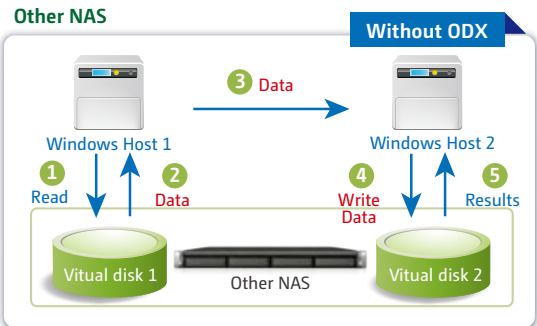 Other NAS
Without ODX
3 Data
Windows Host 1
Windows Host 2
1
Read
2
Data
4
Write
Data
5
Results
Vitual disk 1
Other NAS
Vitual disk 2